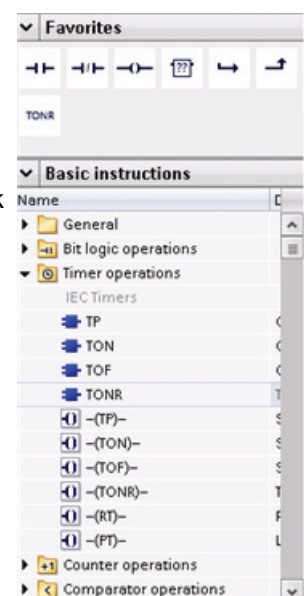 Favorites
??
TONR
Basic instructions
Name
General
Bit logic operations
Timer operations
IEC Timers
TP
TON
TOF
TONR
–(TP)–
–(TON)–
–(TOF)–
–(TONR)–
–(RT)–
–(PT)–
+1 Counter operations
Comparator operations